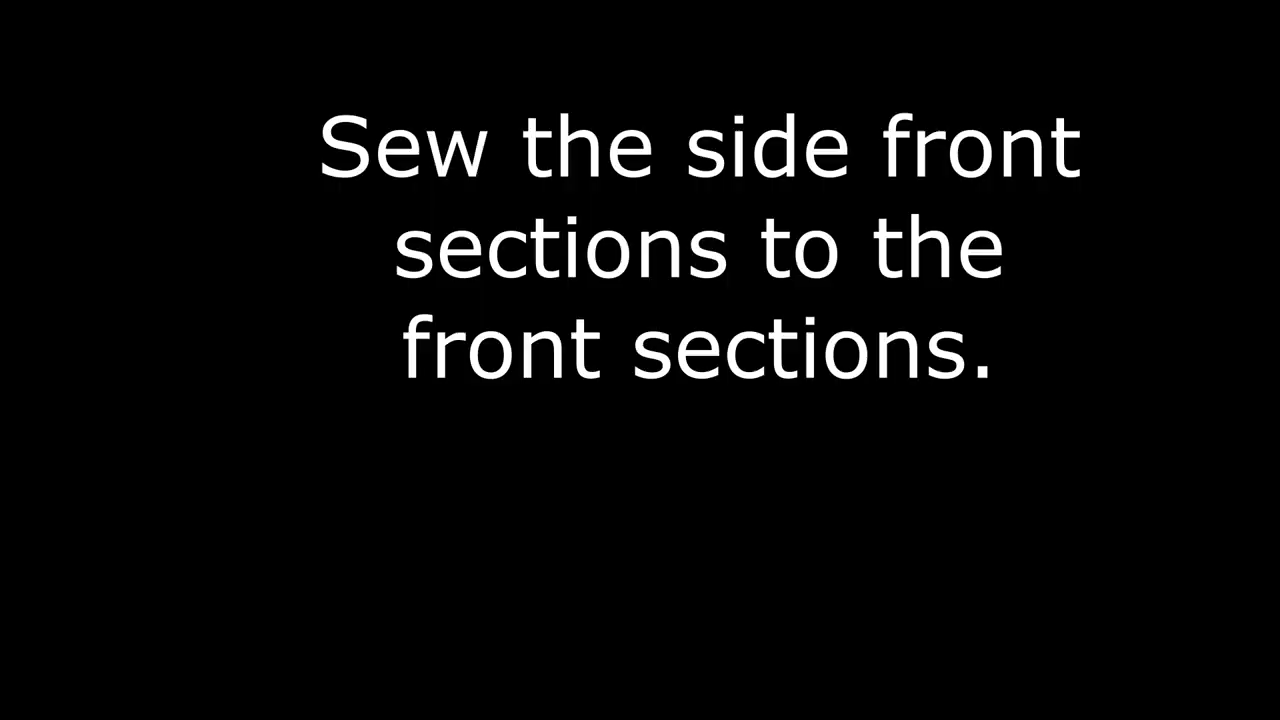 Sew the side front
sections to the
front sections.